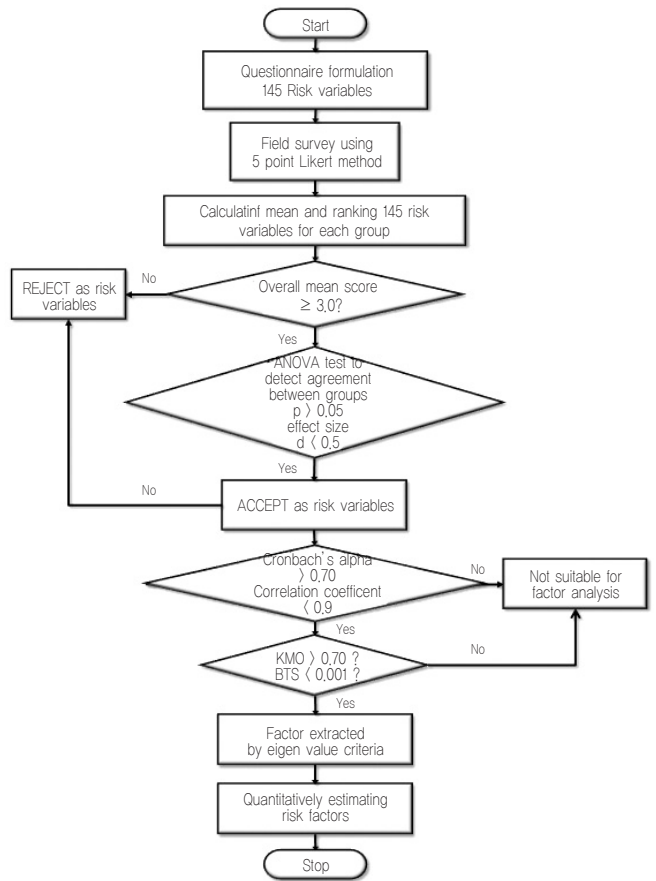 Start
Questionnaire formulation
145 Risk variables
Field survey using
5 point Likert method
Calculatinf mean and ranking 145 risk
variables for each group
No
REJECT as risk
variables
Overall mean score
≥ 3.0?
Yes
ANOVA test to
detect agreement
between groups
p > 0.05
effect size
d < 0.5
Yes
No
ACCEPT as risk variables
Cronbach's alpha
> 0.70
Correlation coefficent
< 0.9
No
Not suitable for
factor analysis
Yes
KMO > 0.70 ?
BTS < 0.001 ?
No
Yes
Factor extracted
by eigen value criteria
Quantitatively estimating
risk factors
Stop